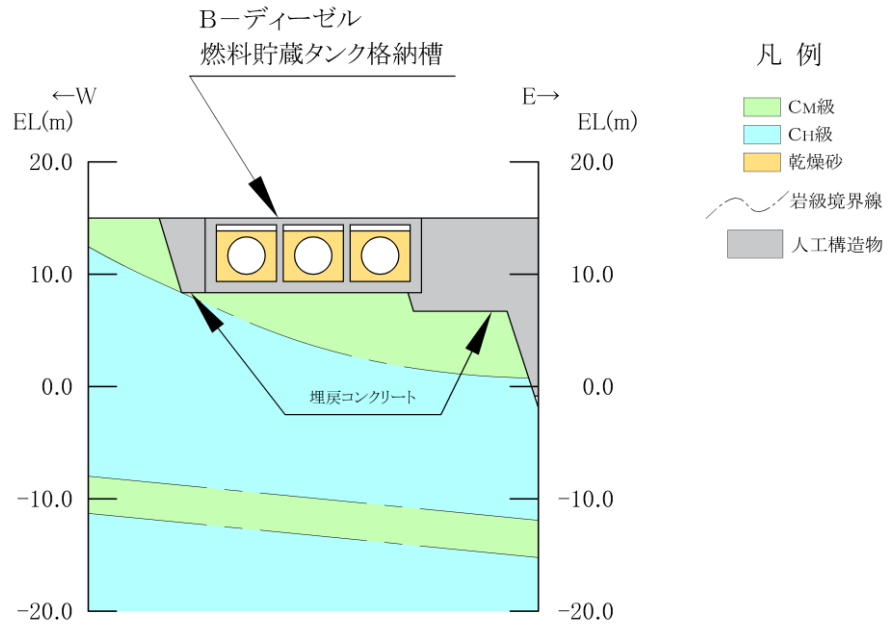 B－ディーゼル
燃料貯蔵タンク格納槽
凡 例
←W
E→
EL(m)
EL(m)
CM級
CH級
乾燥砂
岩級境界線
人工構造物
20.0
20.0
10.0
10.0
0.0
0.0
埋戻コンクリート
−10.0
−10.0
−20.0
−20.0